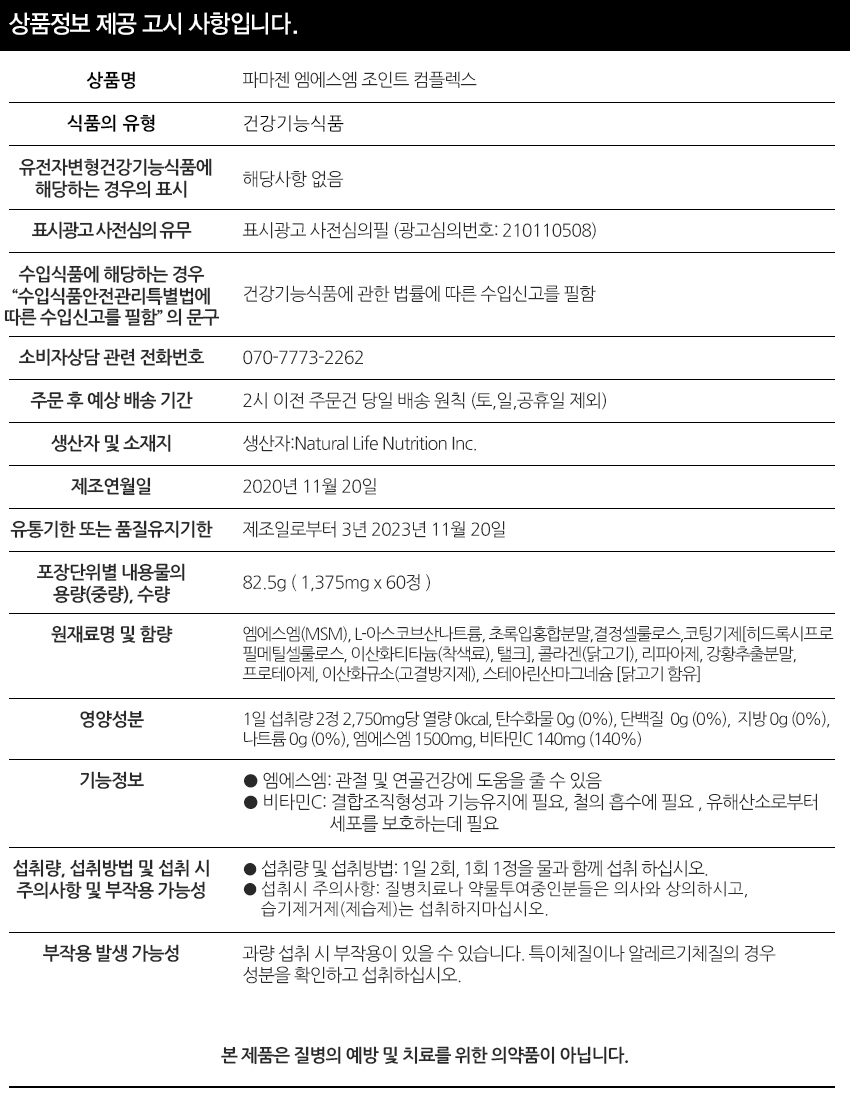 상품정보 제공 고시 사항입니다.
상품명
파마젠 엠에스엠 조인트 컴플렉스
식품의 유형
건강기능식품
유전자변형건강기능식품에
해당하는 경우의 표시
해당사항 없음
표시광고 사전심의 유무
표시광고 사전심의필 (광고심의번호: 210110508)
수입식품에 해당하는 경우
“수입식품안전관리특별법에
따른 수입신고를 필함” 의 문구
건강기능식품에 관한 법률에 따른 수입신고를 필함
소비자상담 관련 전화번호
070-7773-2262
주문 후 예상 배송 기간
2시 이전 주문건 당일 배송 원칙 (토,일,공휴일 제외)
생산자 및 소재지
생산자:Natural Life Nutrition Inc.
제조연월일
2020년 11월 20일
유통기한 또는 품질유지기한
제조일로부터 3년 2023년 11월 20일
포장단위별 내용물의
용량(중량), 수량
82.5g ( 1,375mg x 60정 )
원재료명 및 함량
엠에스엠(MSM), L-아스코브산나트륨, 초록입홍합분말,결정셀룰로스,코팅기제[히드록시프로
필메틸셀룰로스, 이산화티타늄(착색료), 탤크], 콜라겐(닭고기), 리파아제, 강황추출분말,
프로테아제, 이산화규소(고결방지제), 스테아린산마그네슘 [닭고기 함유]
영양성분
1일 섭취량 2정 2,750mg당 열량 0kcal, 탄수화물 0g (0%), 단백질 0g (0%), 지방 0g (0%),
나트륨 0g (0%), 엠에스엠 1500mg, 비타민C 140mg (140%)
기능정보
● 엠에스엠: 관절 및 연골건강에 도움을 줄 수 있음
● 비타민C: 결합조직형성과 기능유지에 필요, 철의 흡수에 필요 , 유해산소로부터
세포를 보호하는데 필요
섭취량, 섭취방법 및 섭취 시
주의사항 및 부작용 가능성
● 섭취량 및 섭취방법: 1일 2회, 1회 1정을 물과 함께 섭취 하십시오.
● 섭취시 주의사항: 질병치료나 약물투여중인분들은 의사와 상의하시고,
습기제거제(제습제)는 섭취하지마십시오.
부작용 발생 가능성
과량 섭취 시 부작용이 있을 수 있습니다. 특이체질이나 알레르기체질의 경우
성분을 확인하고 섭취하십시오.
본 제품은 질병의 예방 및 치료를 위한 의약품이 아닙니다.